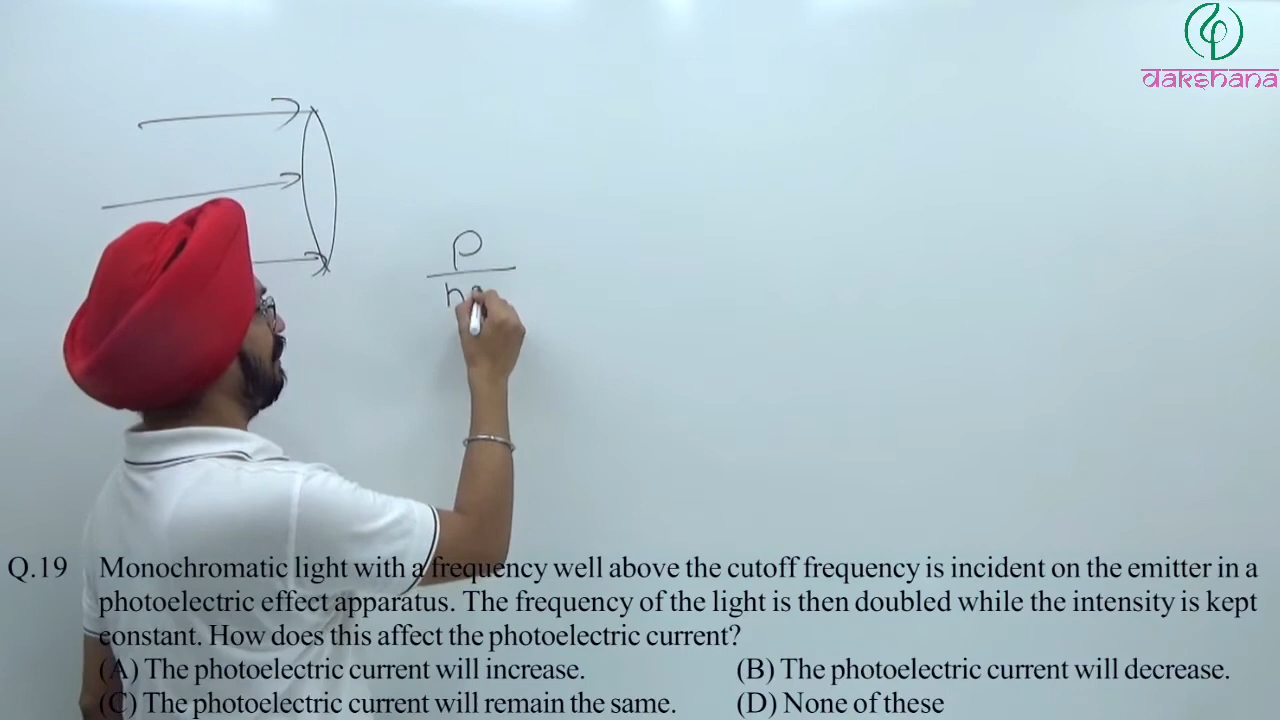 dakshana
P
h
Q.19 Monochromatic light with a frequency well above the cutoff frequency is incident on the emitter in a
photoelectric effect apparatus. The frequency of the light is then doubled while the intensity is kept
constant. How does this affect the photoelectric current?
(A) The photoelectric current will increase. (B) The photoelectric current will decrease.
(C) The photoelectric current will remain the same. (D) None of these